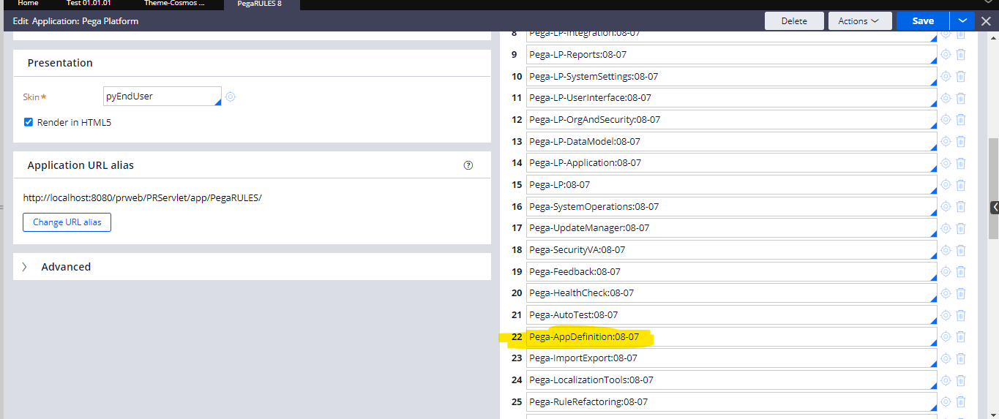 Home
Test 01.01.01
Theme-Cosmos ...
PegaRULES 8
Edit Application: Pega Platform
Delete
Actions
Save
Presentation
Skin★
pyEndUser
Render in HTML5
Application URL alias
http://localhost:8080/prweb/PRServlet/app/PegaRULES/
Change URL alias
Advanced
8 Pega-LP-Integration:08-07
9 Pega-LP-Reports:08-07
10 Pega-LP-SystemSettings:08-07
11 Pega-LP-UserInterface:08-07
12 Pega-LP-OrgAndSecurity:08-07
13 Pega-LP-DataModel:08-07
14 Pega-LP-Application:08-07
15 Pega-LP:08-07
16 Pega-SystemOperations:08-07
17 Pega-UpdateManager:08-07
18 Pega-SecurityVA:08-07
19 Pega-Feedback:08-07
20 Pega-HealthCheck:08-07
21 Pega-AutoTest:08-07
22 Pega-AppDefinition:08-07
23 Pega-ImportExport:08-07
24 Pega-LocalizationTools:08-07
25 Pega-RuleRefactoring:08-07